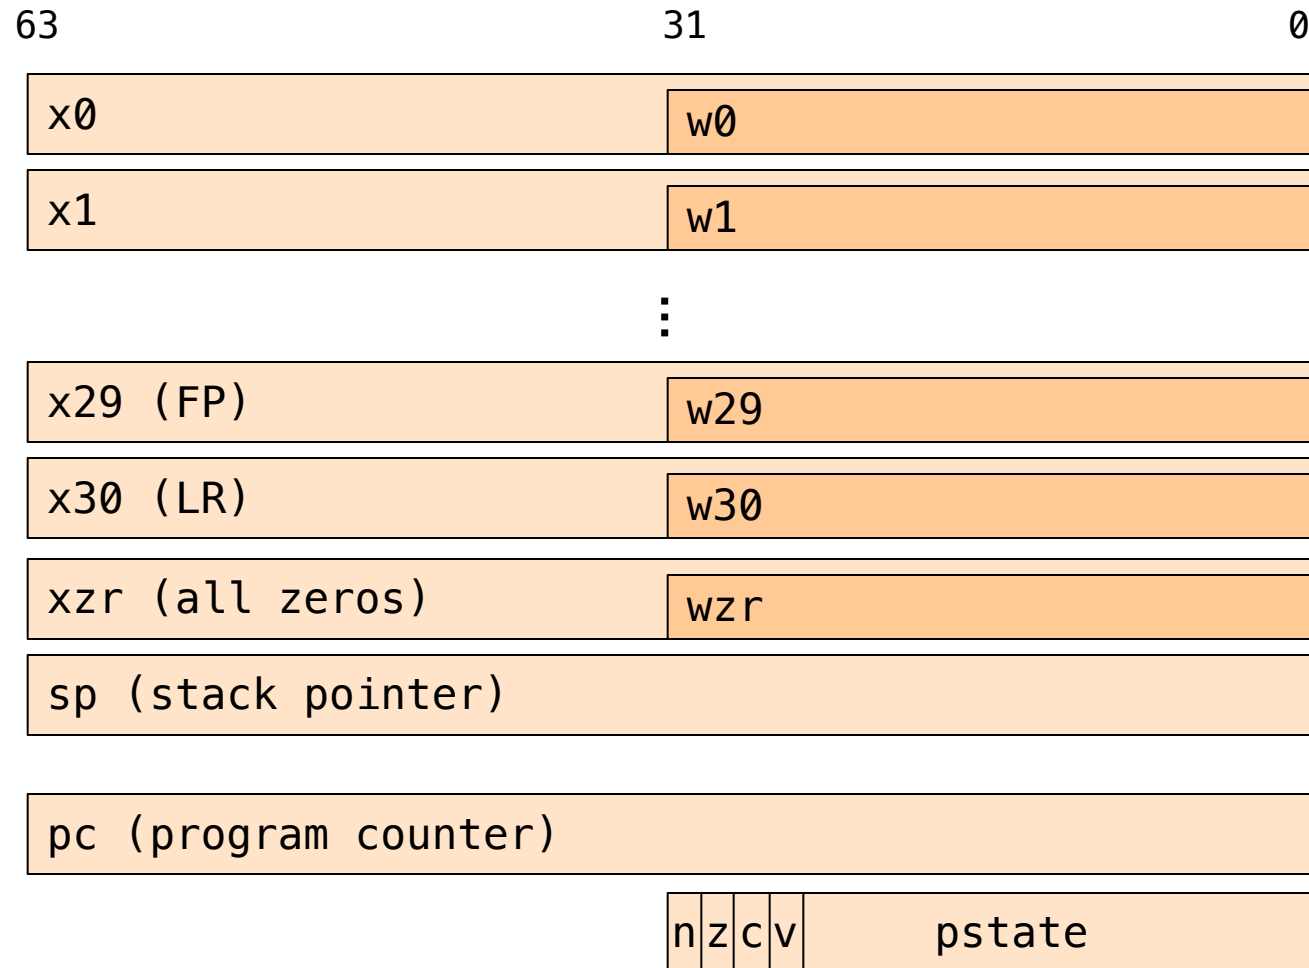 63 31 0
x0 w0
x1 w1
⋮
x29 (FP) w29
x30 (LR) w30
xzr (all zeros) wzr
sp (stack pointer)
pc (program counter)
n z c v pstate